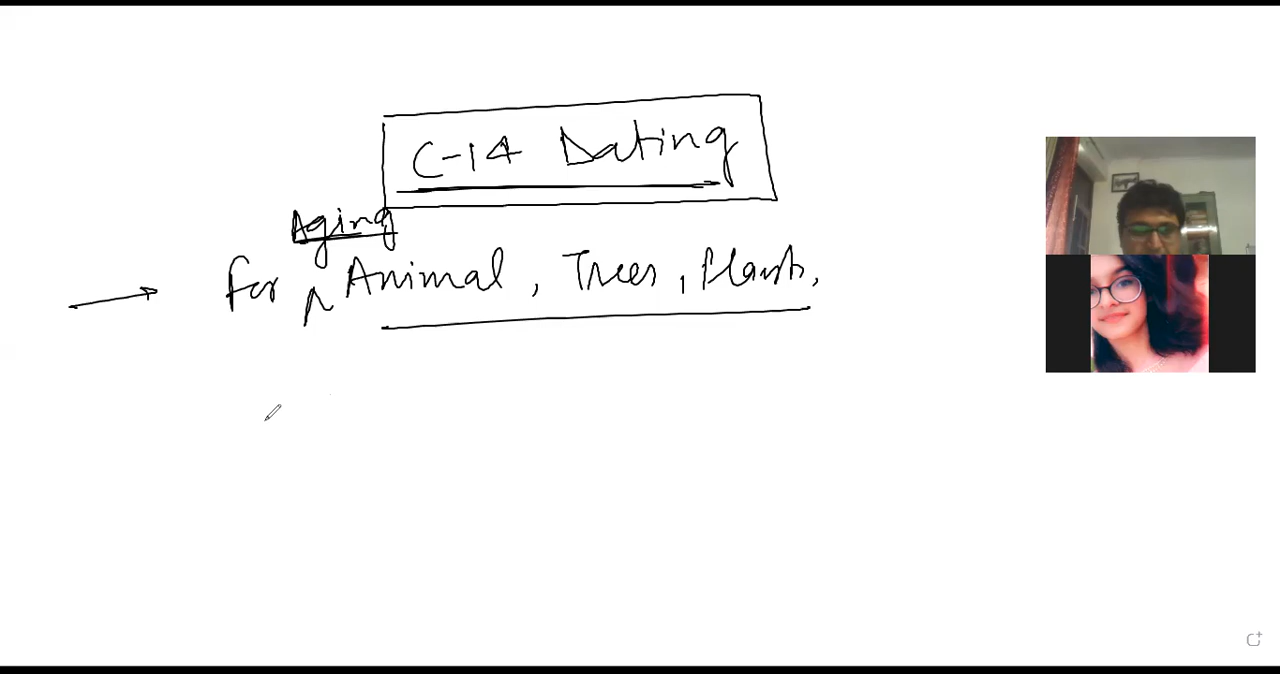 C-14 Dating
Aging
For Animal, Trees, Plants,